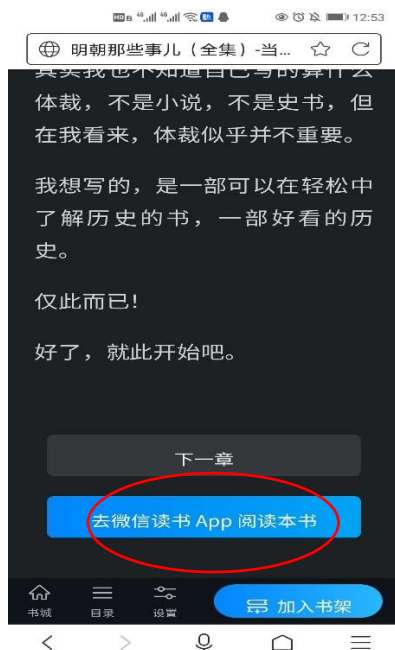 12:53
明朝那些事儿（全集）-当...
其实我也不知道自己写的算什么
体裁，不是小说，不是史书，但
在我看来，体裁似乎并不重要。
我想写的，是一部可以在轻松中
了解历史的书，一部好看的历
史。
仅此而已!
好了，就此开始吧。
下一章
去微信读书 App 阅读本书
书城
目录
设置
加入书架